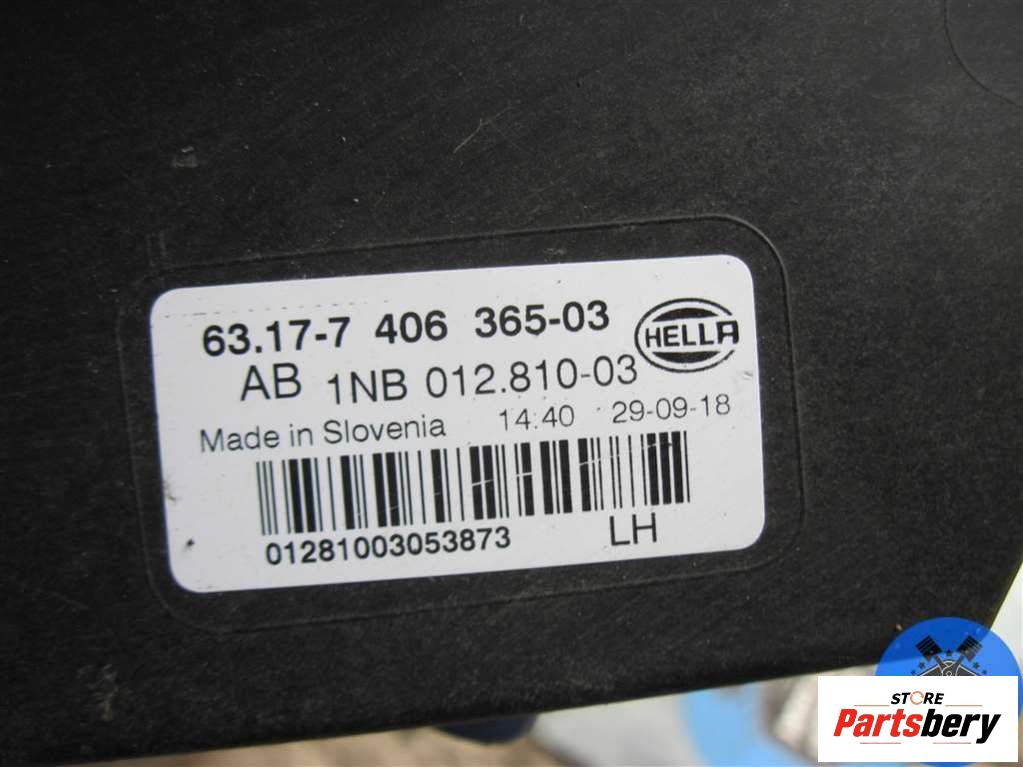 63.17-7 406 365-03
HELLA
AB 1NB 012.810-03
Made in Slovenia 14:40 29-09-18
01281003053873 LH
STORE
Partsbery